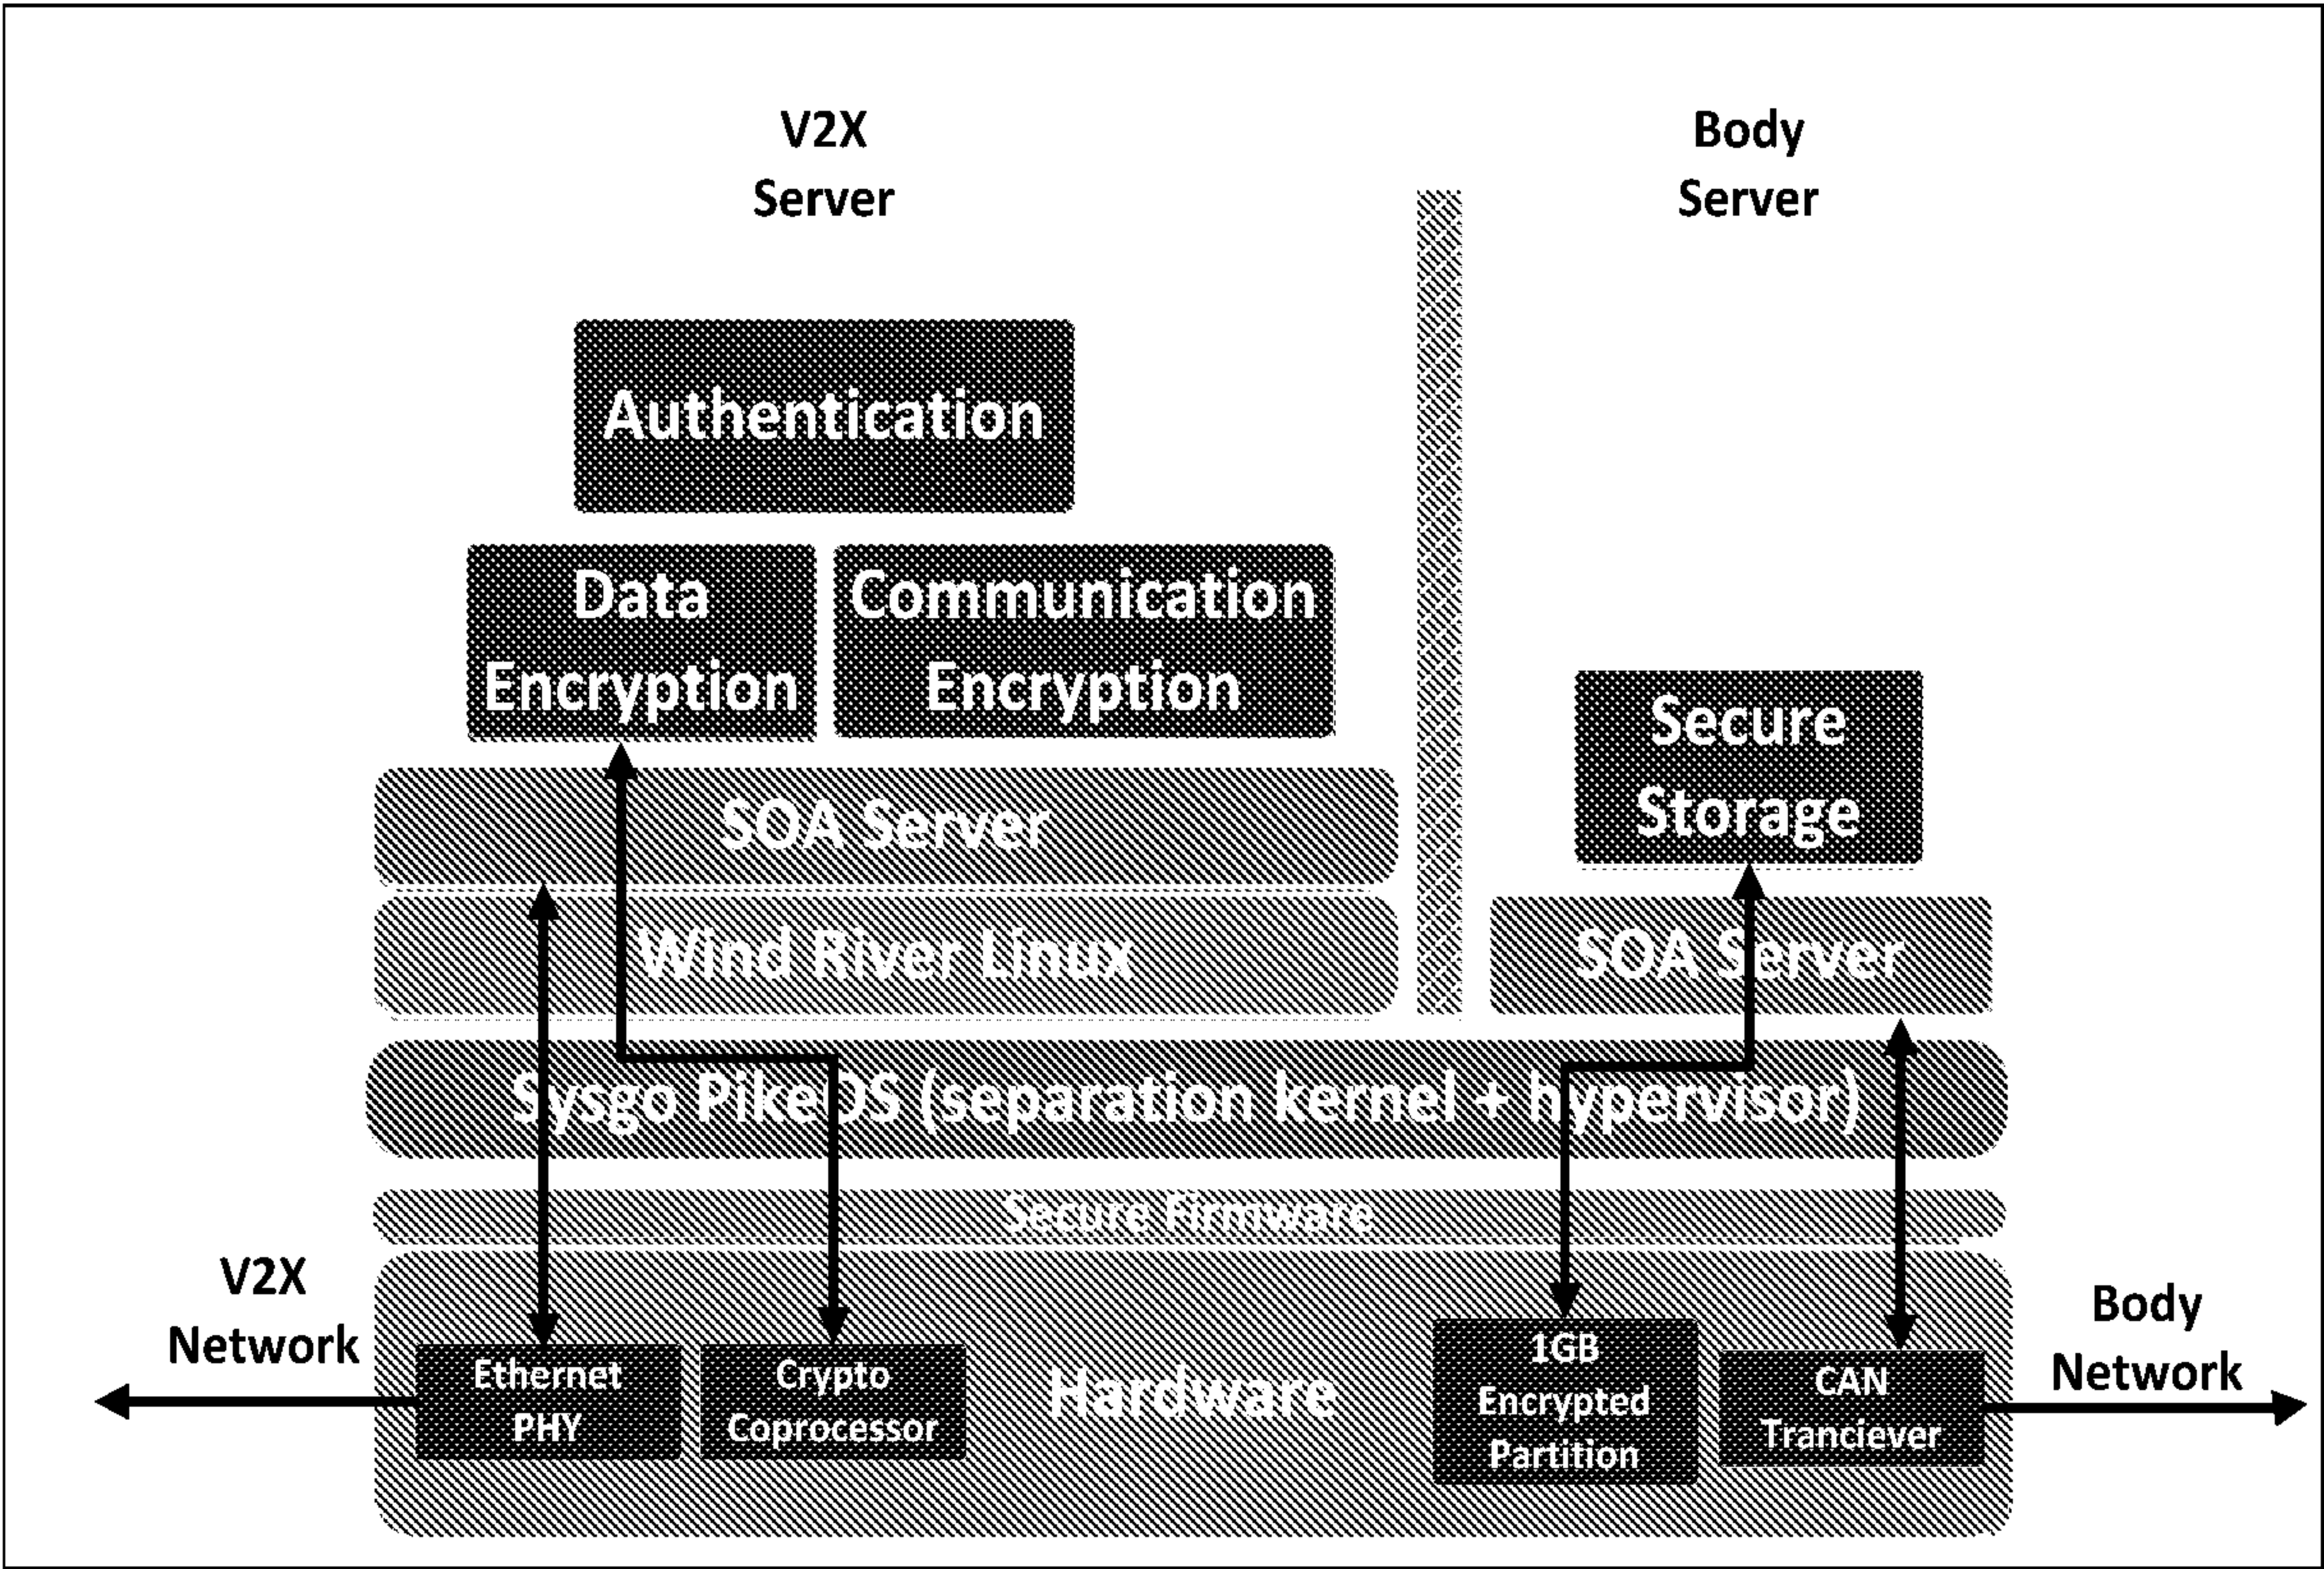 V2X
Server
Body
Server
Authentication
Data
Encryption
Communication
Encryption
Secure
Storage
SOA Server
Wind River Linux
SOA Server
Sysgo PikeOS (separation kernel + hypervisor)
Secure Firmware
V2X
Network
Ethernet
PHY
Crypto
Coprocessor
Hardware
1GB
Encrypted
Partition
CAN
Tranciever
Body
Network